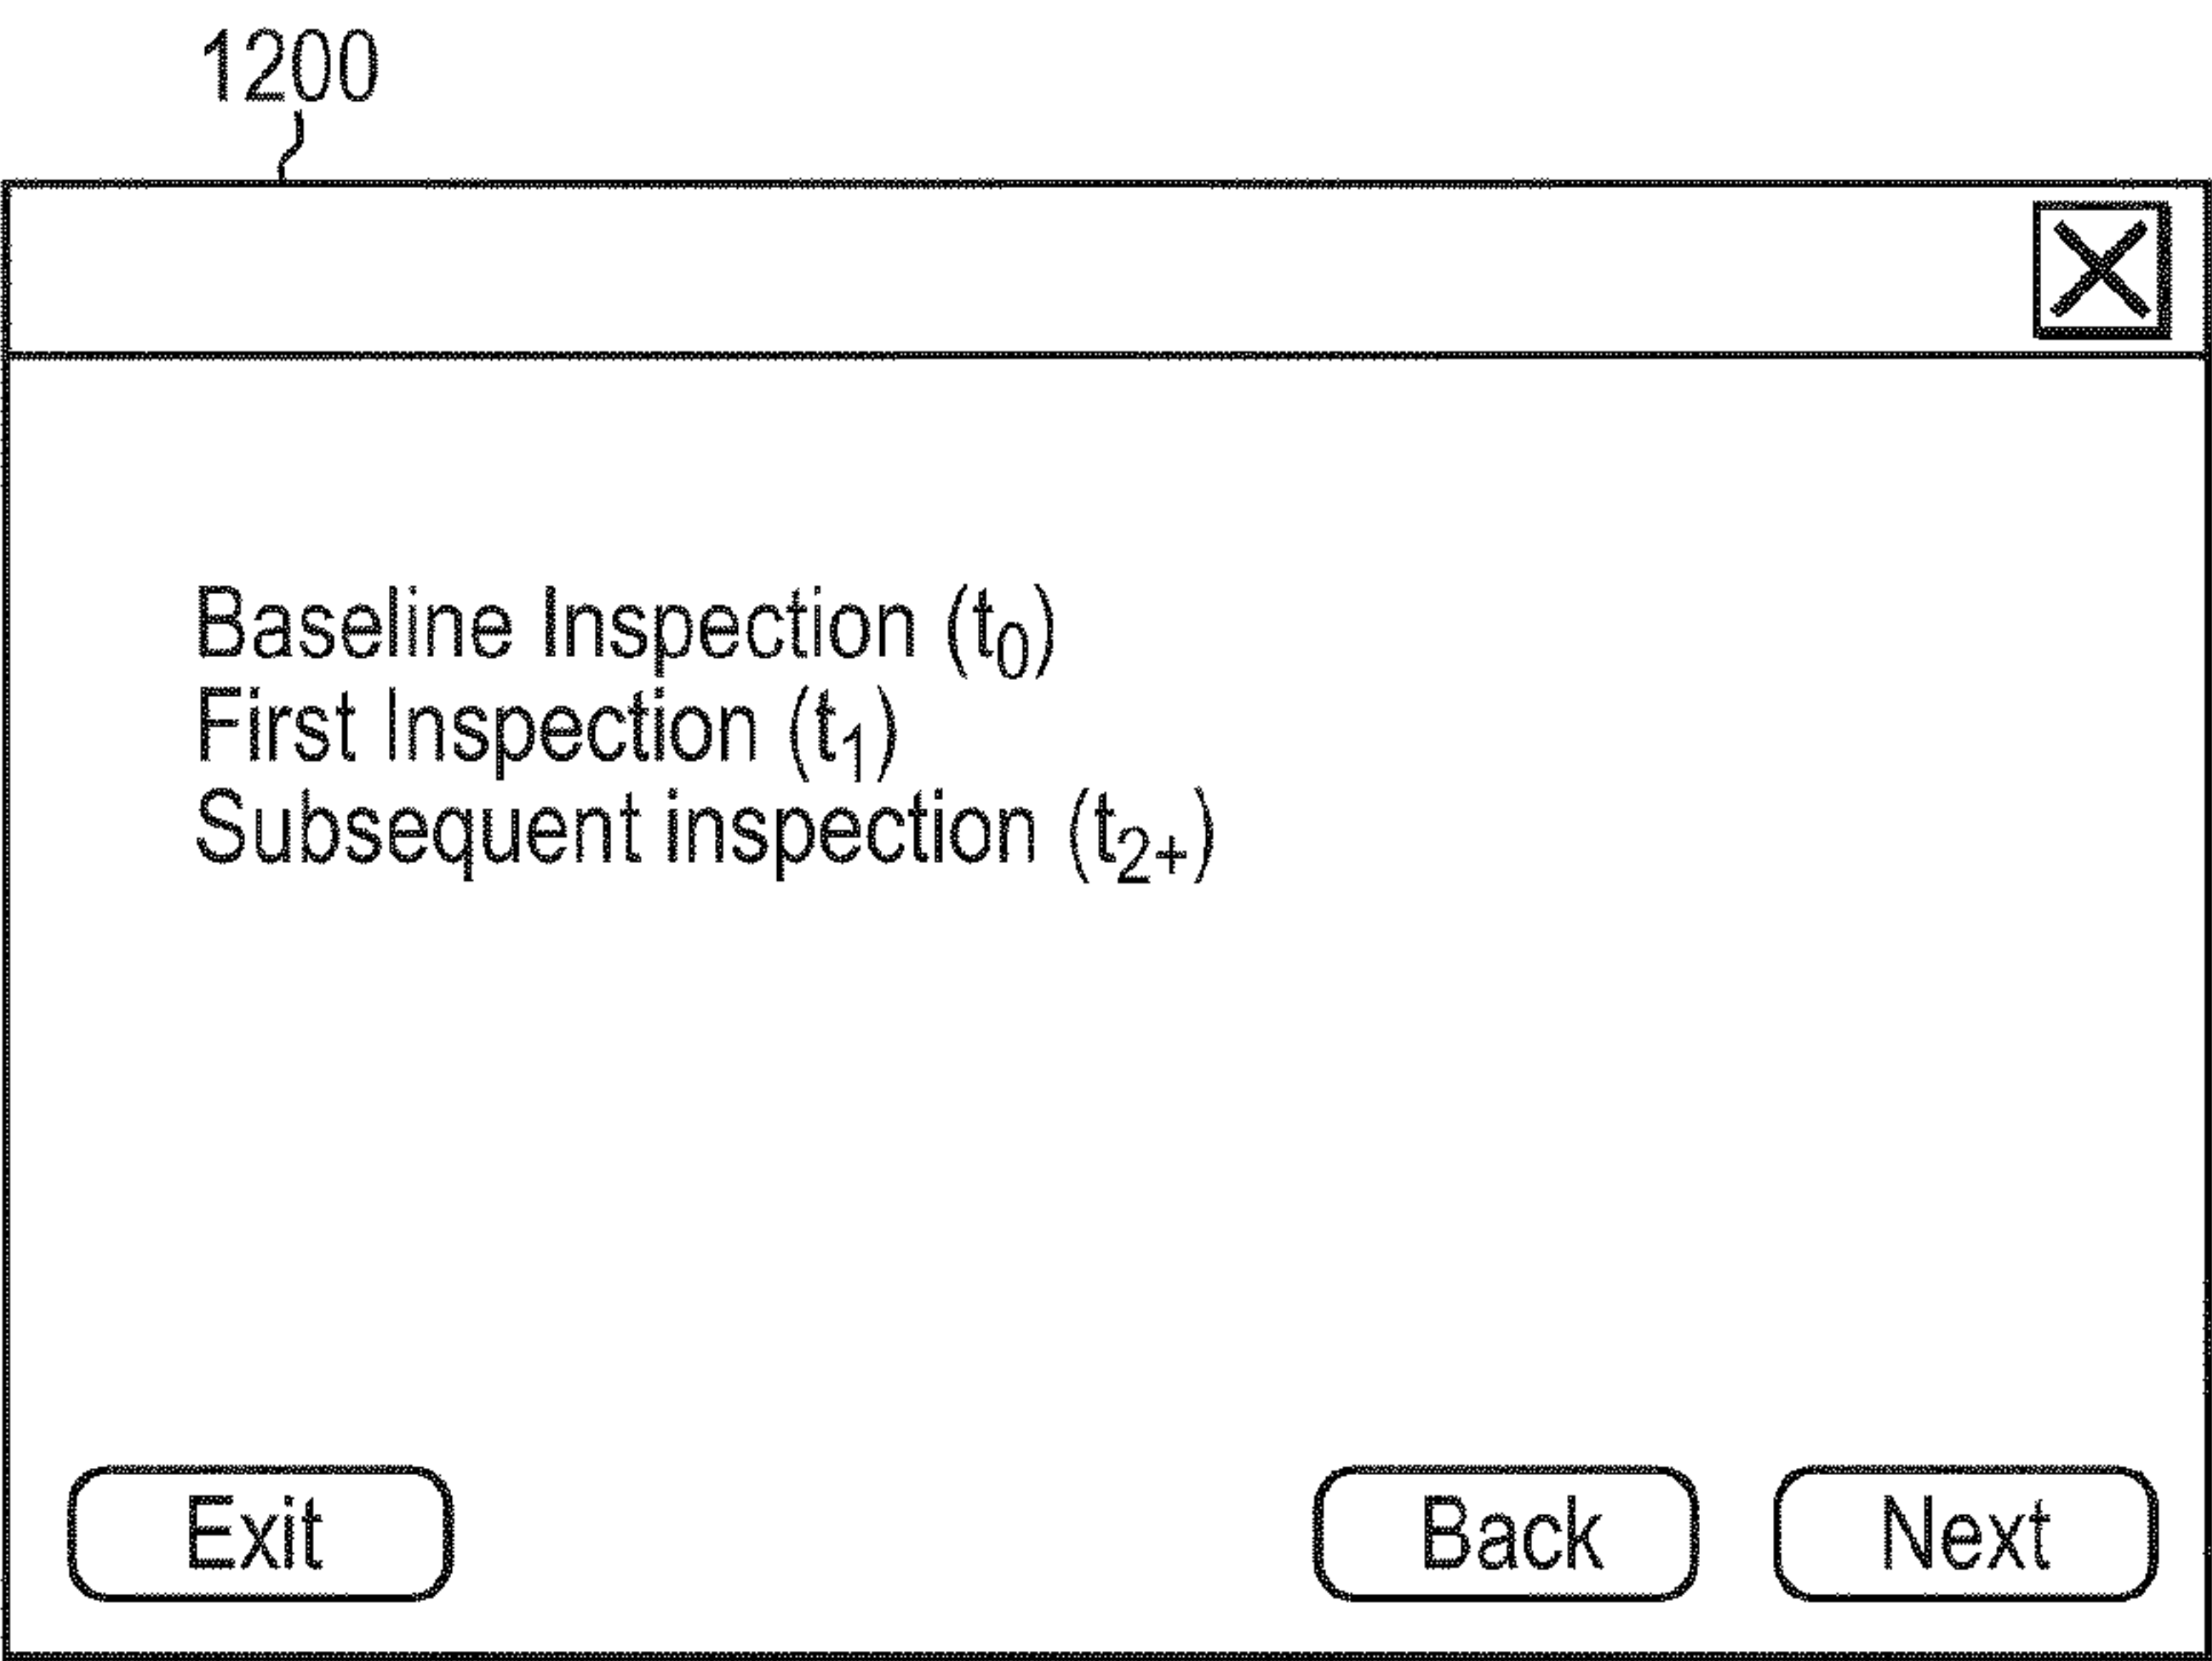 1200
Baseline Inspection (t₀)
First Inspection (t₁)
Subsequent inspection (t₂₊)
Exit
Back
Next